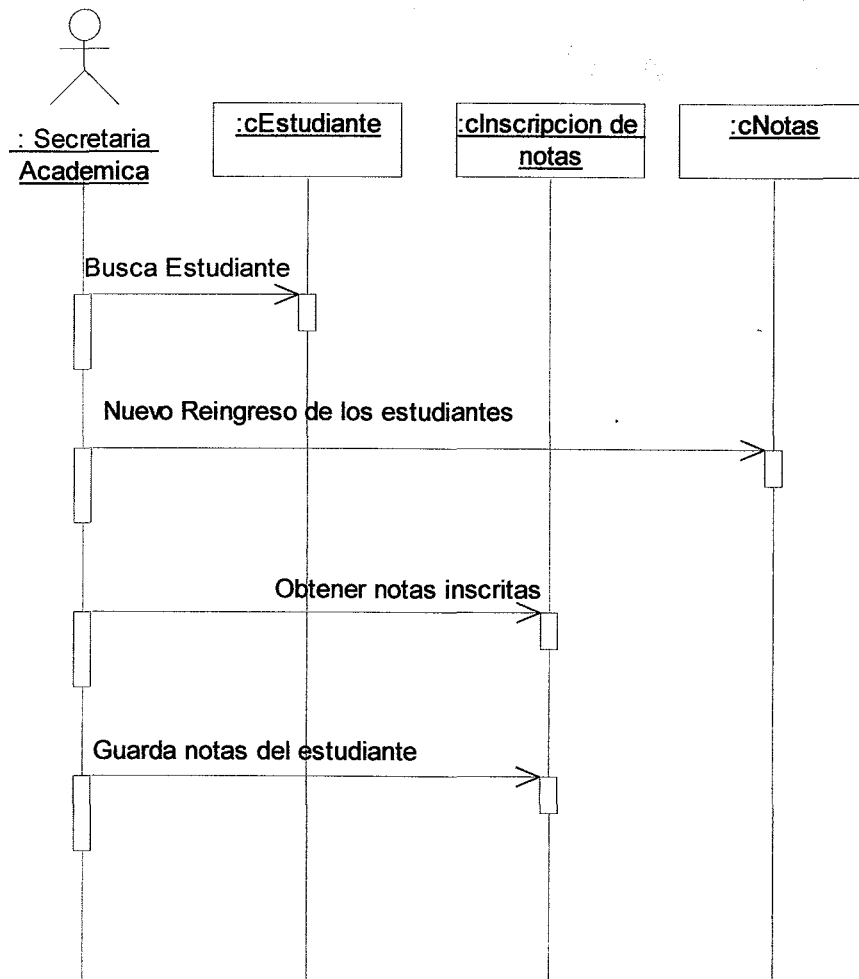 : Secretaria
Academica
:cEstudiante
:cInscripcion de
notas
:cNotas
Busca Estudiante
Nuevo Reingreso de los estudiantes
Obtener notas inscritas
Guarda notas del estudiante